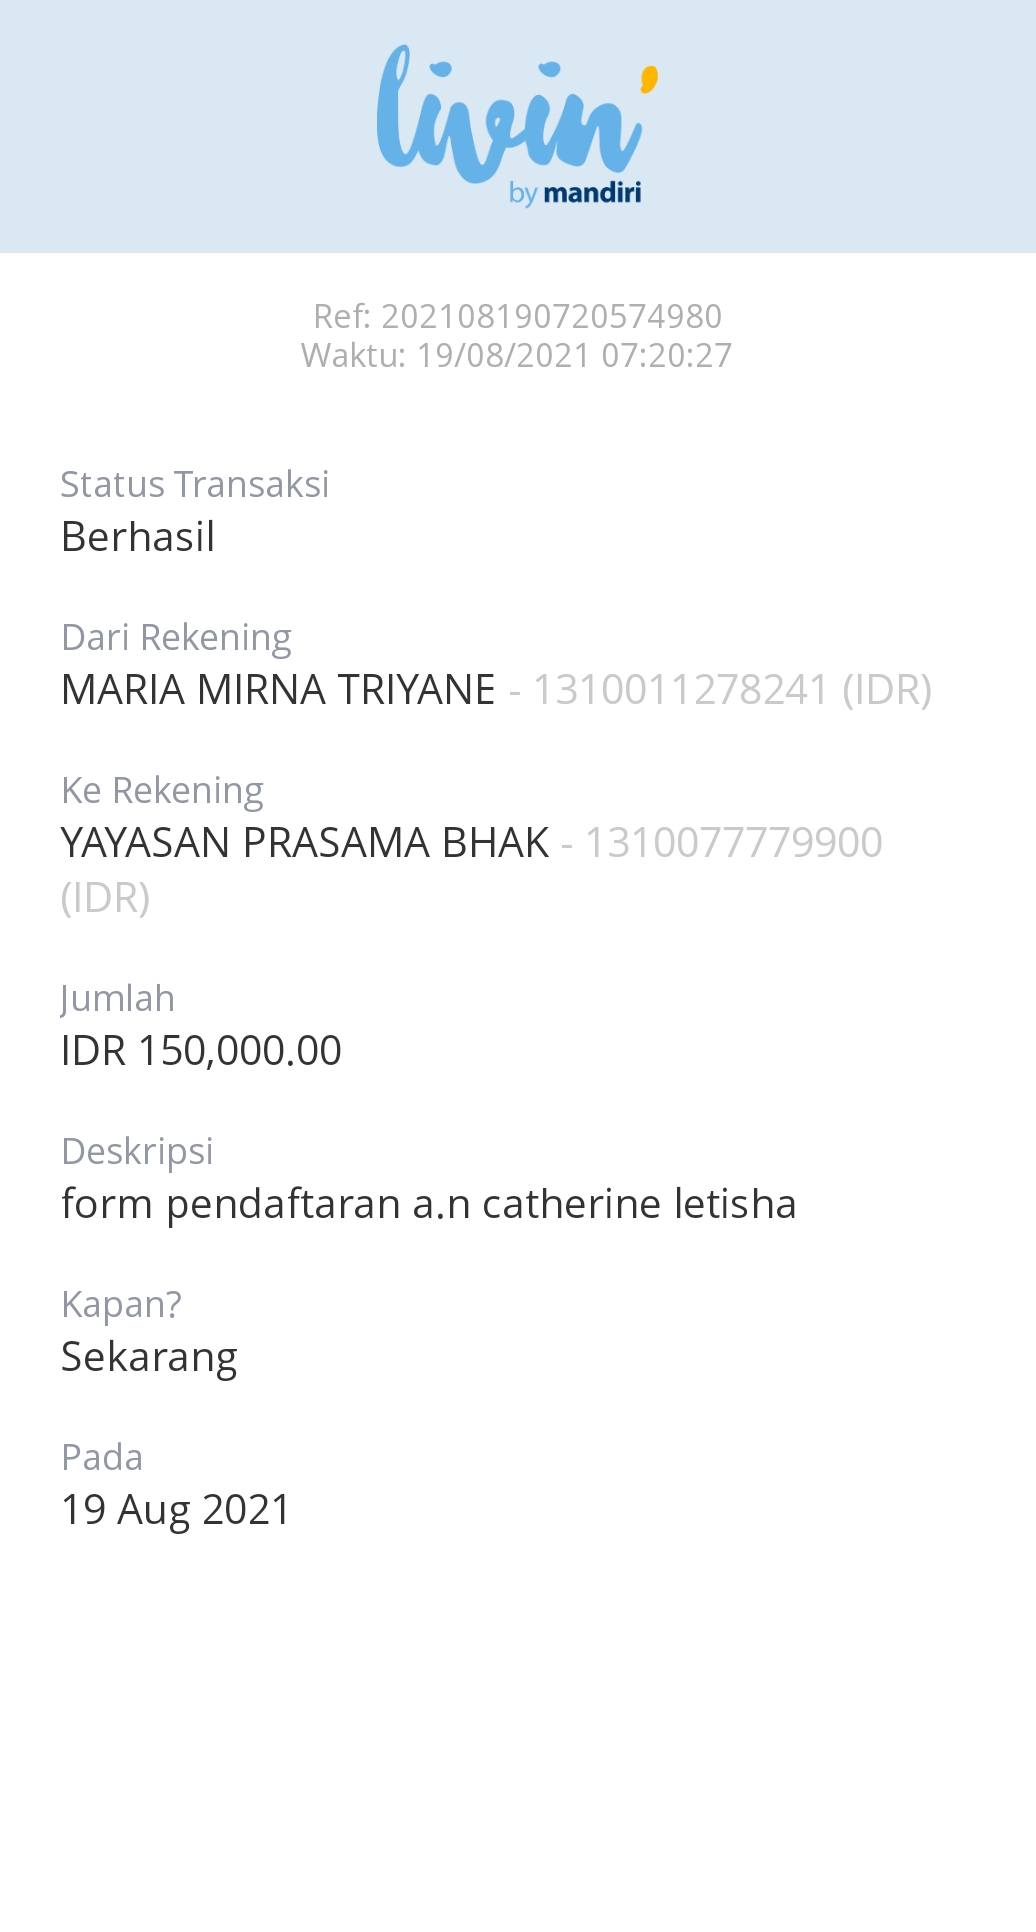 livin'
by mandiri
Ref: 202108190720574980
Waktu: 19/08/2021 07:20:27
Status Transaksi
Berhasil
Dari Rekening
MARIA MIRNA TRIYANE - 1310011278241 (IDR)
Ke Rekening
YAYASAN PRASAMA BHAK - 1310077779900
(IDR)
Jumlah
IDR 150,000.00
Deskripsi
form pendaftaran a.n catherine letisha
Kapan?
Sekarang
Pada
19 Aug 2021